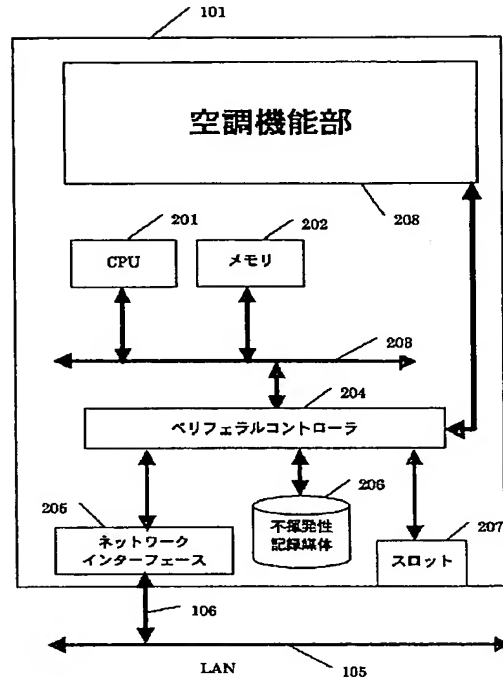 101
空調機能部
208
201
202
CPU
メモリ
203
204
ペリフェラルコントローラ
205
206
ネットワーク
インターフェース
不揮発性
記録媒体
207
スロット
106
LAN
105